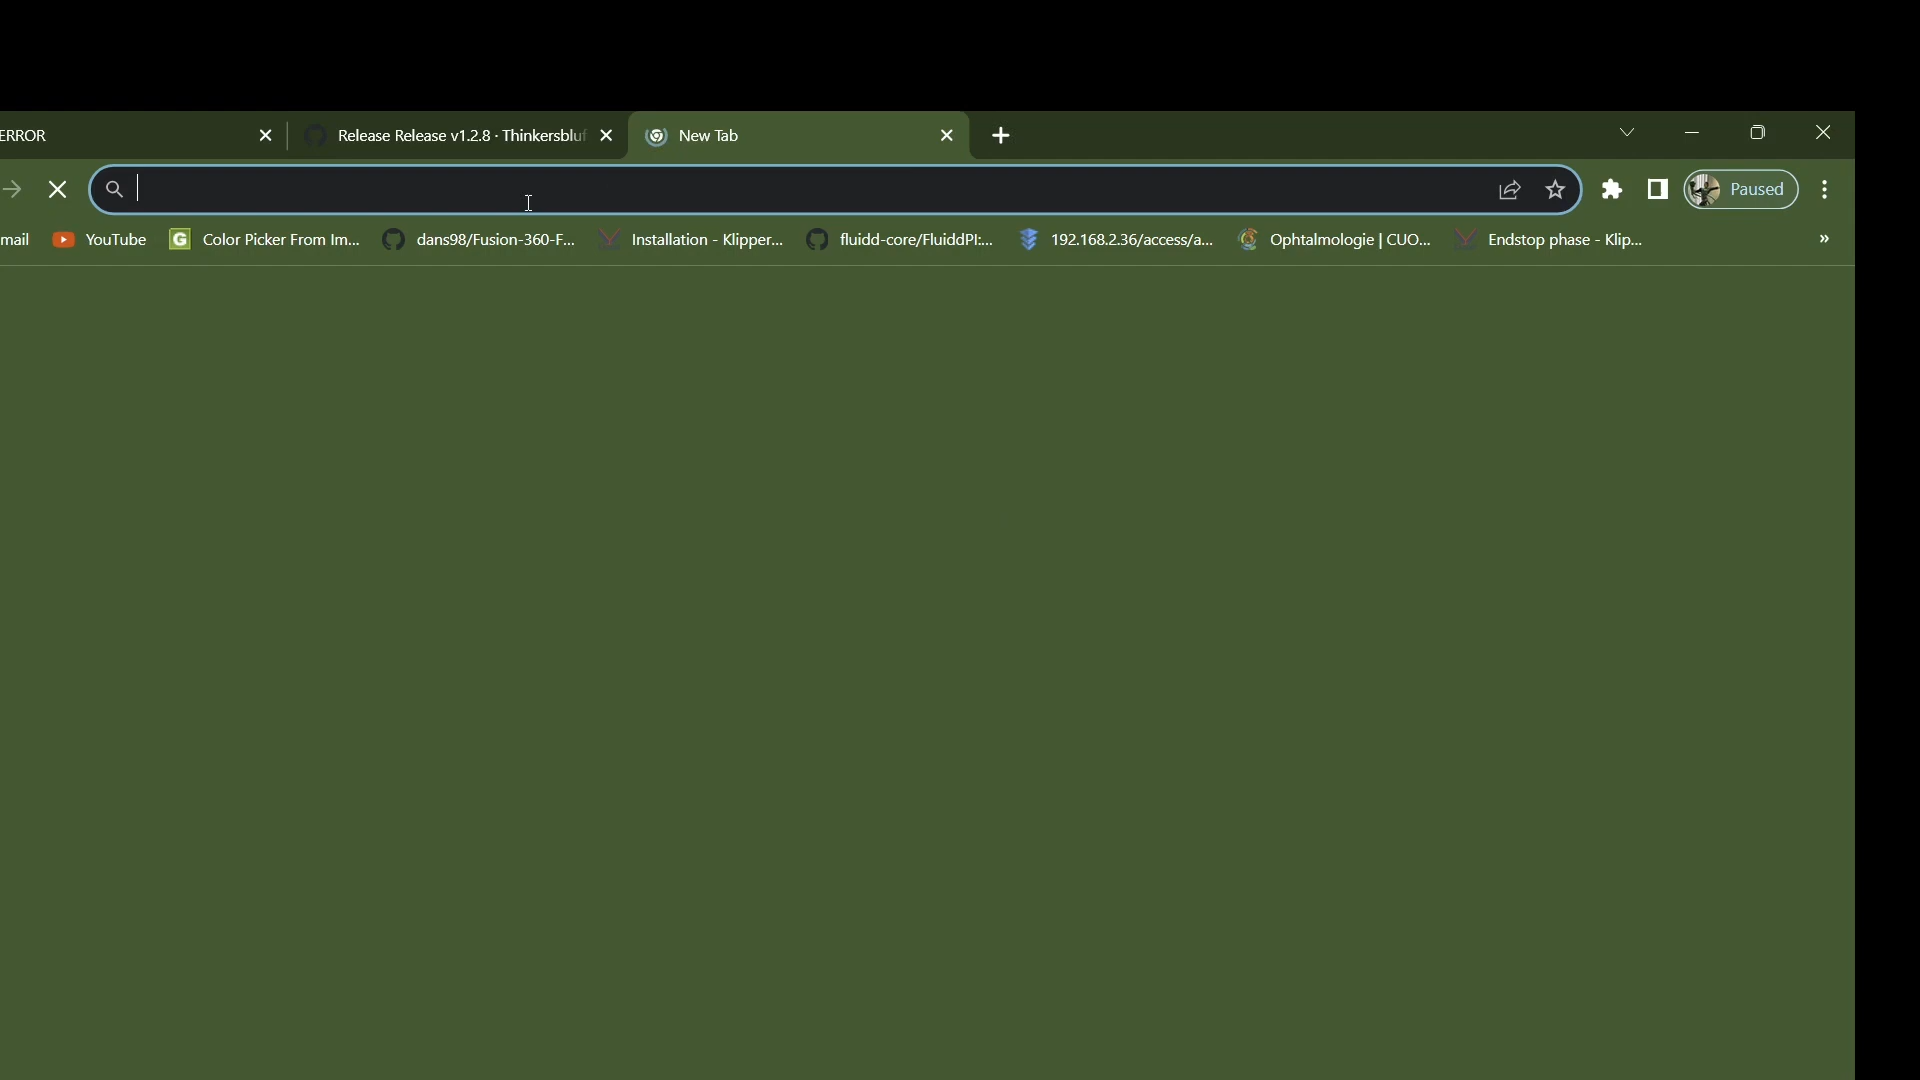 ERROR
Release Release v1.2.8 · Thinkersbluf
New Tab
Paused
mail
YouTube
Color Picker From Im...
dans98/Fusion-360-F...
Installation - Klipper...
fluidd-core/FluiddPI:...
192.168.2.36/access/a...
Ophtalmologie | CUO...
Endstop phase - Klip...
»